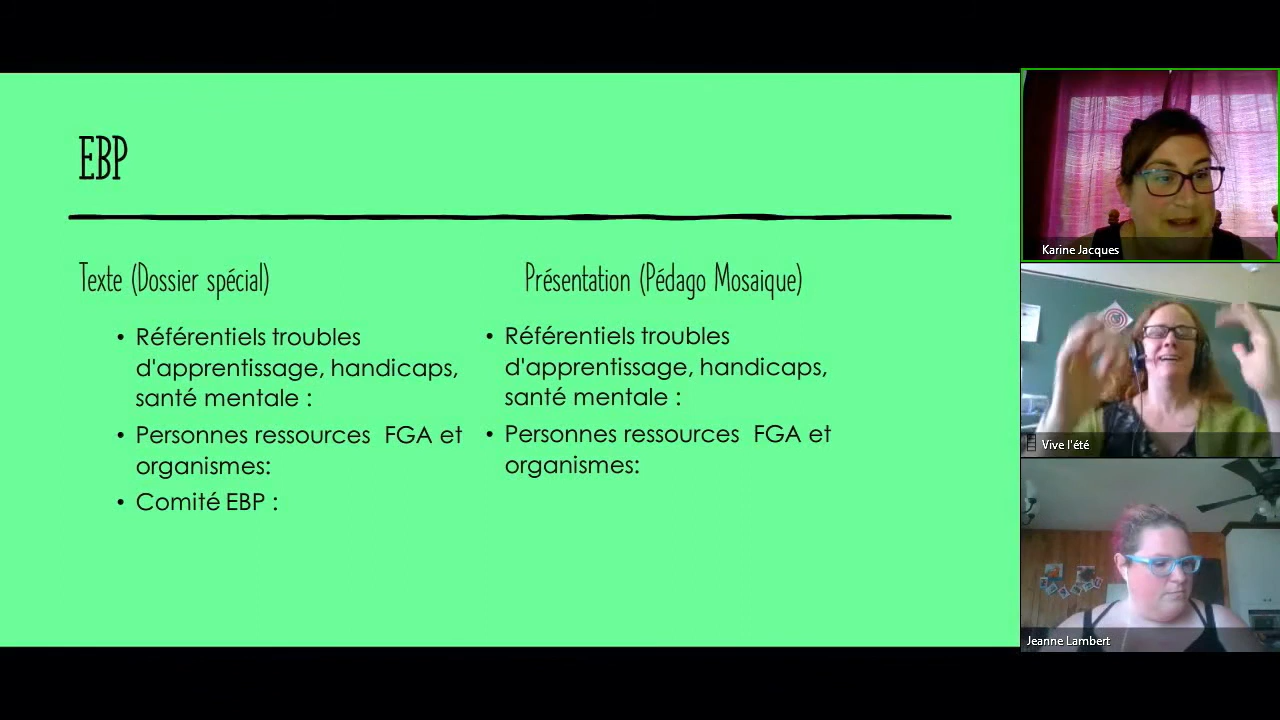 EBP
Texte (Dossier spécial)
• Référentiels troubles
d'apprentissage, handicaps,
santé mentale :
• Personnes ressources  FGA et
organismes:
• Comité EBP :
Présentation (Pédago Mosaique)
• Référentiels troubles
d'apprentissage, handicaps,
santé mentale :
• Personnes ressources  FGA et
organismes:
Karine Jacques
Vive l'été
Jeanne Lambert